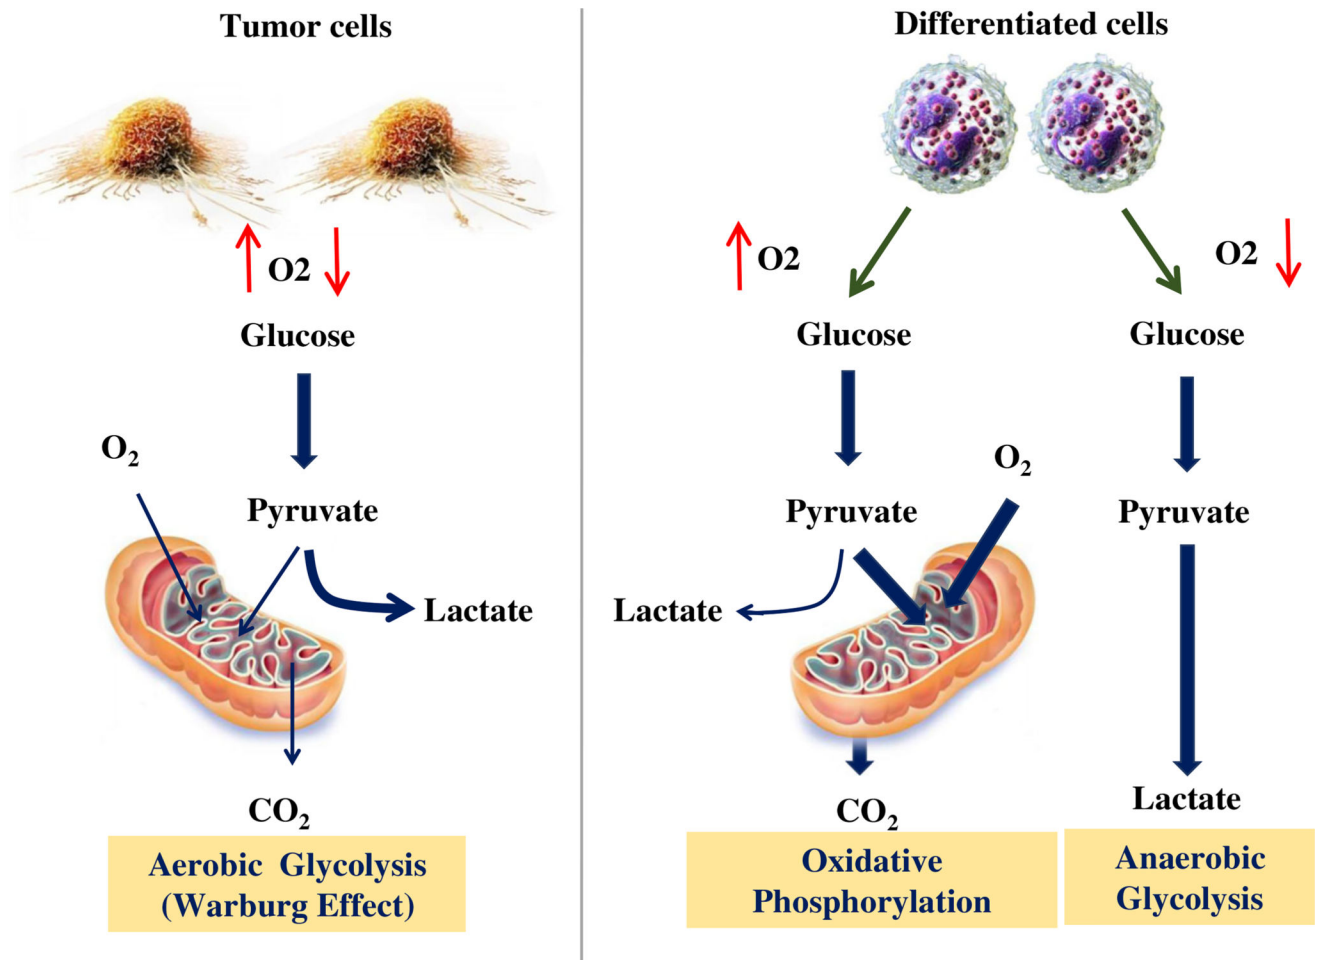 Tumor cells
O2
Glucose
O₂
Pyruvate
Lactate
CO₂
Aerobic Glycolysis
(Warburg Effect)
Differentiated cells
O2
O2
Glucose
Glucose
O₂
Pyruvate
Pyruvate
Lactate
CO₂
Lactate
Oxidative
Phosphorylation
Anaerobic
Glycolysis